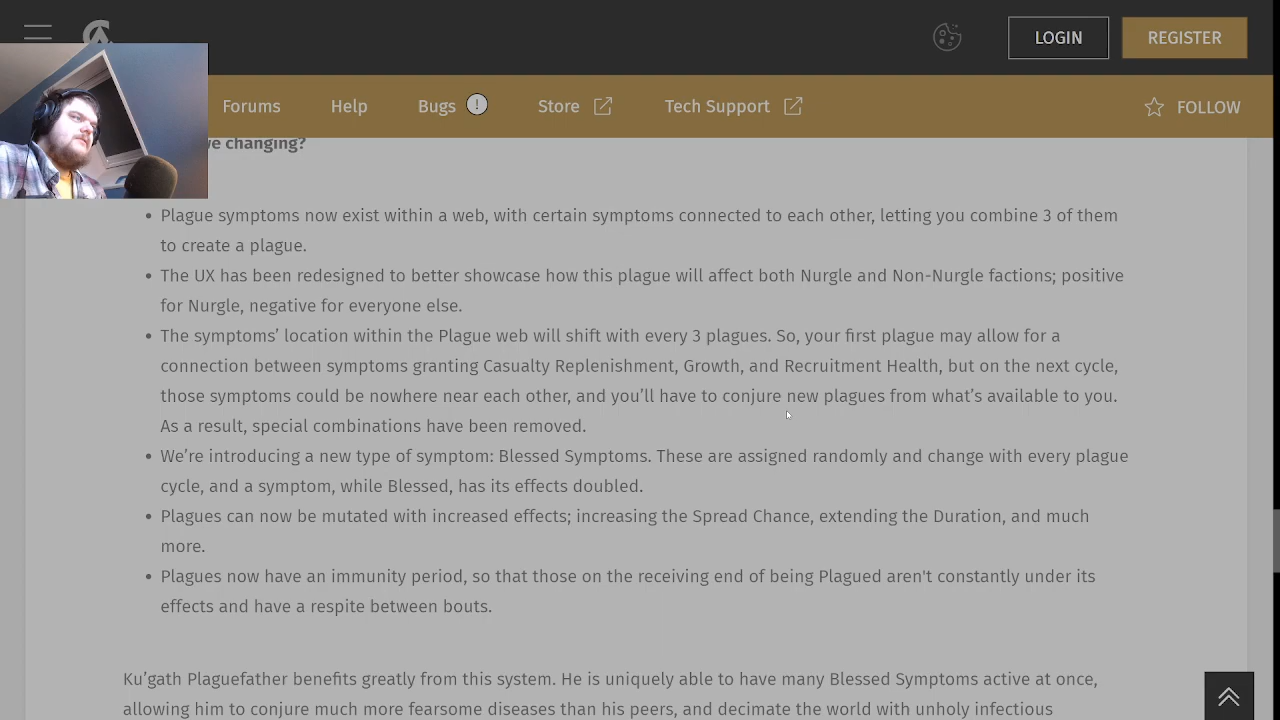 LOGIN
REGISTER
Forums
Help
Bugs
Store
Tech Support
FOLLOW
changing?
• Plague symptoms now exist within a web, with certain symptoms connected to each other, letting you combine 3 of them
to create a plague.
• The UX has been redesigned to better showcase how this plague will affect both Nurgle and Non-Nurgle factions; positive
for Nurgle, negative for everyone else.
• The symptoms’ location within the Plague web will shift with every 3 plagues. So, your first plague may allow for a
connection between symptoms granting Casualty Replenishment, Growth, and Recruitment Health, but on the next cycle,
those symptoms could be nowhere near each other, and you’ll have to conjure new plagues from what’s available to you.
As a result, special combinations have been removed.
• We’re introducing a new type of symptom: Blessed Symptoms. These are assigned randomly and change with every plague
cycle, and a symptom, while Blessed, has its effects doubled.
• Plagues can now be mutated with increased effects; increasing the Spread Chance, extending the Duration, and much
more.
• Plagues now have an immunity period, so that those on the receiving end of being Plagued aren't constantly under its
effects and have a respite between bouts.
Ku’gath Plaguefather benefits greatly from this system. He is uniquely able to have many Blessed Symptoms active at once,
allowing him to conjure much more fearsome diseases than his peers, and decimate the world with unholy infectious